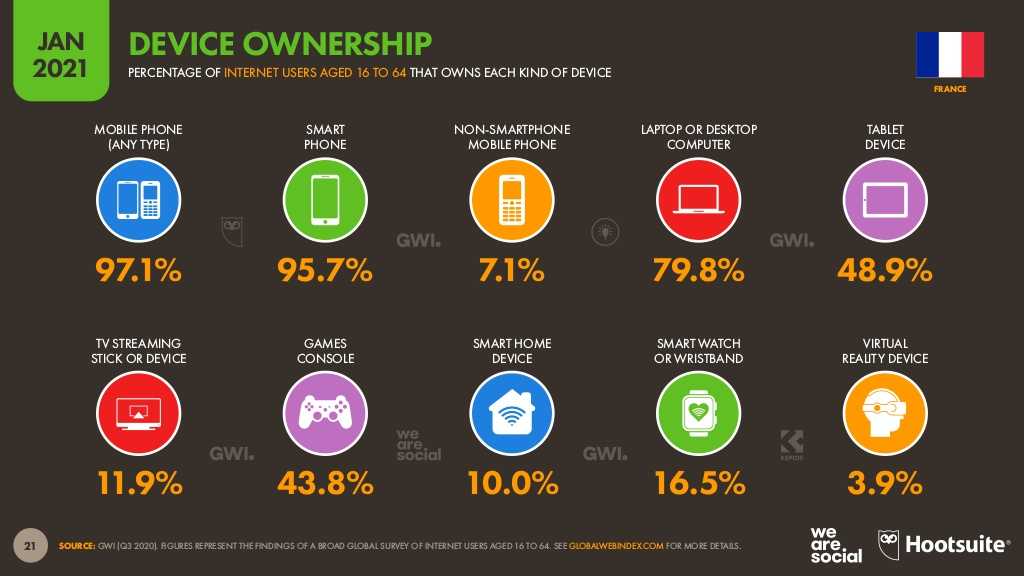 JAN
2021
DEVICE OWNERSHIP
PERCENTAGE OF INTERNET USERS AGED 16 TO 64 THAT OWNS EACH KIND OF DEVICE
FRANCE
MOBILE PHONE
(ANY TYPE)
SMART
PHONE
NON-SMARTPHONE
MOBILE PHONE
LAPTOP OR DESKTOP
COMPUTER
TABLET
DEVICE
GWI.
GWI.
97.1%
95.7%
7.1%
79.8%
48.9%
TV STREAMING
STICK OR DEVICE
GAMES
CONSOLE
SMART HOME
DEVICE
SMART WATCH
OR WRISTBAND
VIRTUAL
REALITY DEVICE
GWI.
we
are
social
GWI.
KEPIOS
11.9%
43.8%
10.0%
16.5%
3.9%
21
SOURCE: GWI (Q3 2020). FIGURES REPRESENT THE FINDINGS OF A BROAD GLOBAL SURVEY OF INTERNET USERS AGED 16 TO 64. SEE GLOBALWEBINDEX.COM FOR MORE DETAILS.
we
are
social
Hootsuite®